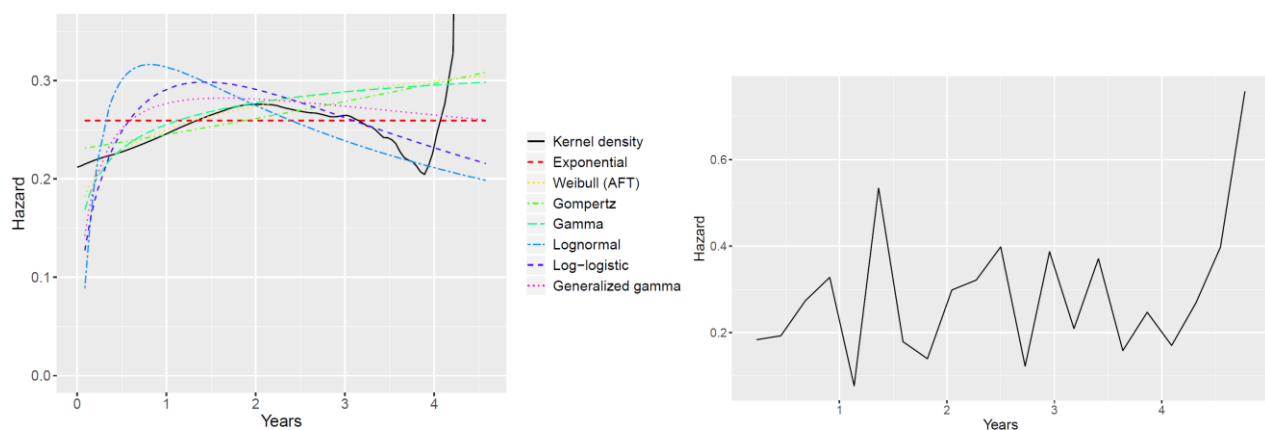 0.3
0.2
0.1
0.0
Hazard
0
1
2
3
4
Years
Kernel density
Exponential
Weibull (AFT)
Gompertz
Gamma
Lognormal
Log−logistic
Generalized gamma
0.6
0.4
0.2
Hazard
1
2
3
4
Years